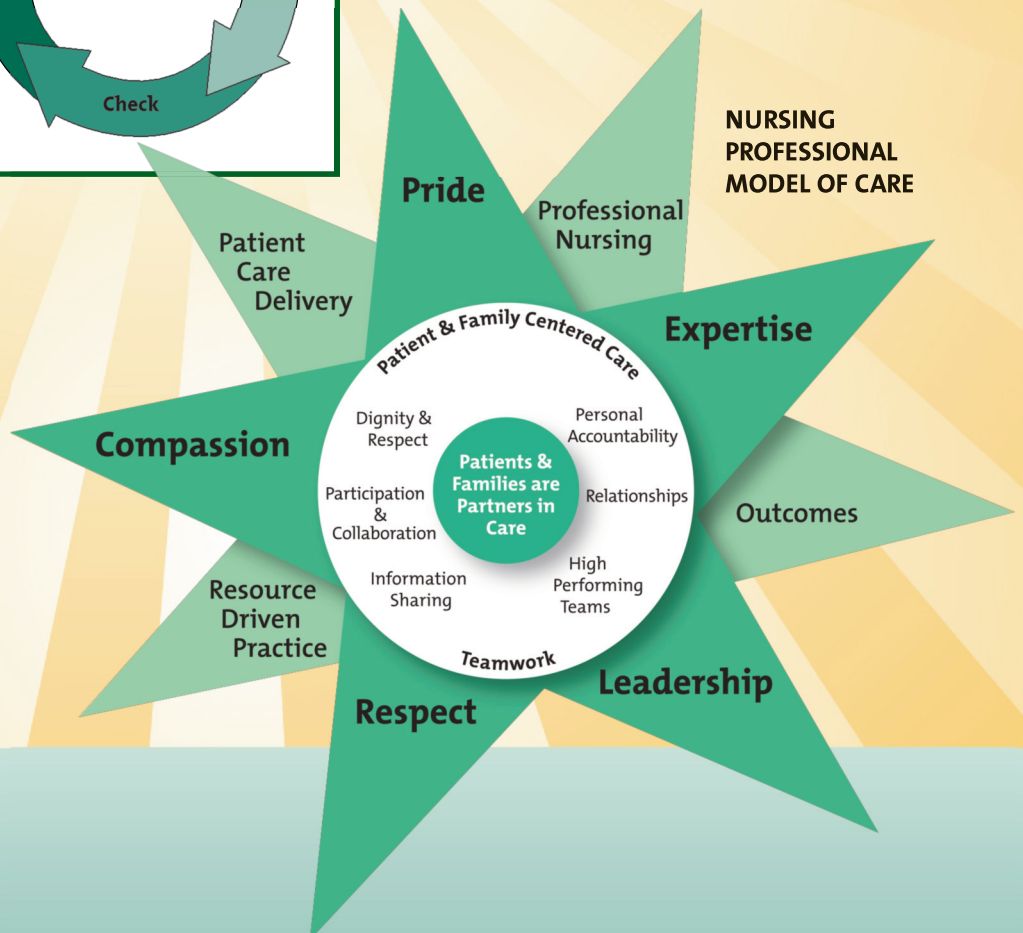 Check
NURSING
PROFESSIONAL
MODEL OF CARE
Pride
Professional
Nursing
Patient
Care
Delivery
Expertise
Patient & Family Centered Care
Compassion
Dignity &
Respect
Personal
Accountability
Patients &
Families are
Partners in
Care
Participation
&
Collaboration
Relationships
Outcomes
Information
Sharing
High
Performing
Teams
Resource
Driven
Practice
Teamwork
Leadership
Respect